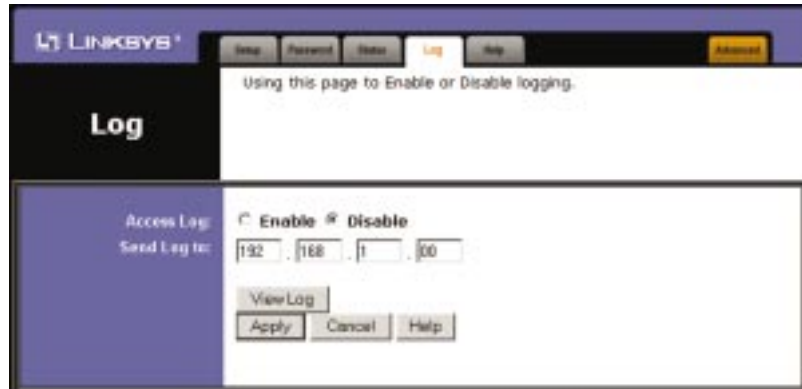 LINKSYS®
Setup Password Status Log Help Advanced
Using this page to Enable or Disable logging.
Log
Access Log: Enable Disable
Send Log to: 192 . 168 . 1 . 00
View Log
Apply Cancel Help